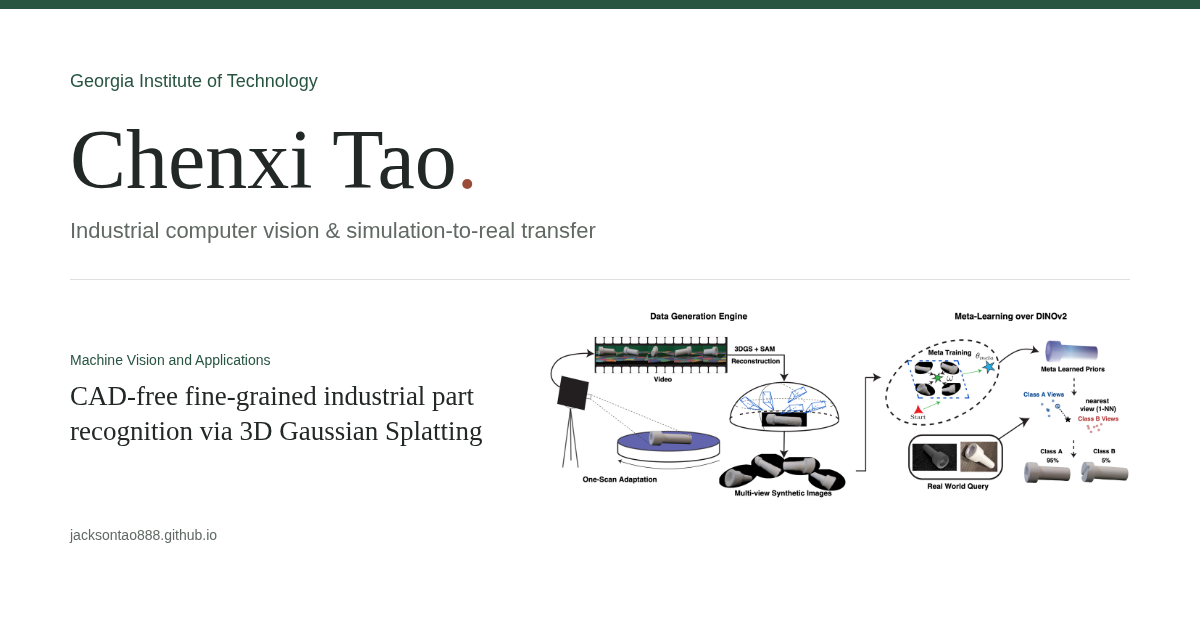 Georgia Institute of Technology
Chenxi Tao.
Industrial computer vision & simulation-to-real transfer
Machine Vision and Applications
CAD-free fine-grained industrial part
recognition via 3D Gaussian Splatting
jacksontao888.github.io
Data Generation Engine
Video
3DGS + SAM
Reconstruction
One-Scan Adaptation
Multi-view Synthetic Images
Meta-Learning over DINOv2
Meta Training
θmeta
ω
Start
Meta Learned Priors
Class A Views
nearest
view (1-NN)
Class B Views
Real World Query
Class A
95%
Class B
5%